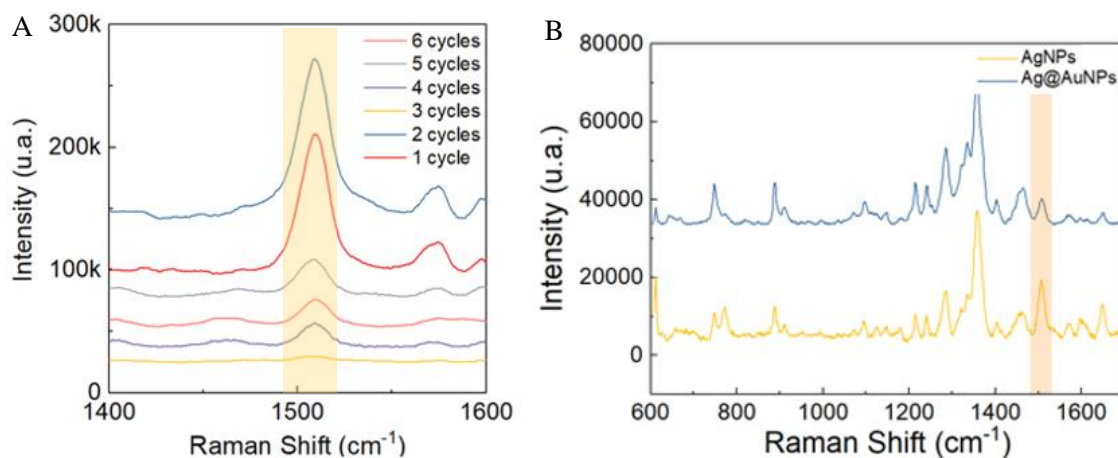 A
300k
200k
100k
0
Intensity (u.a.)
6 cycles
5 cycles
4 cycles
3 cycles
2 cycles
1 cycle
1400
1500
1600
Raman Shift (cm⁻¹)
B
80000
60000
40000
20000
0
Intensity (u.a.)
AgNPs
Ag@AuNPs
600
800
1000
1200
1400
1600
Raman Shift (cm⁻¹)